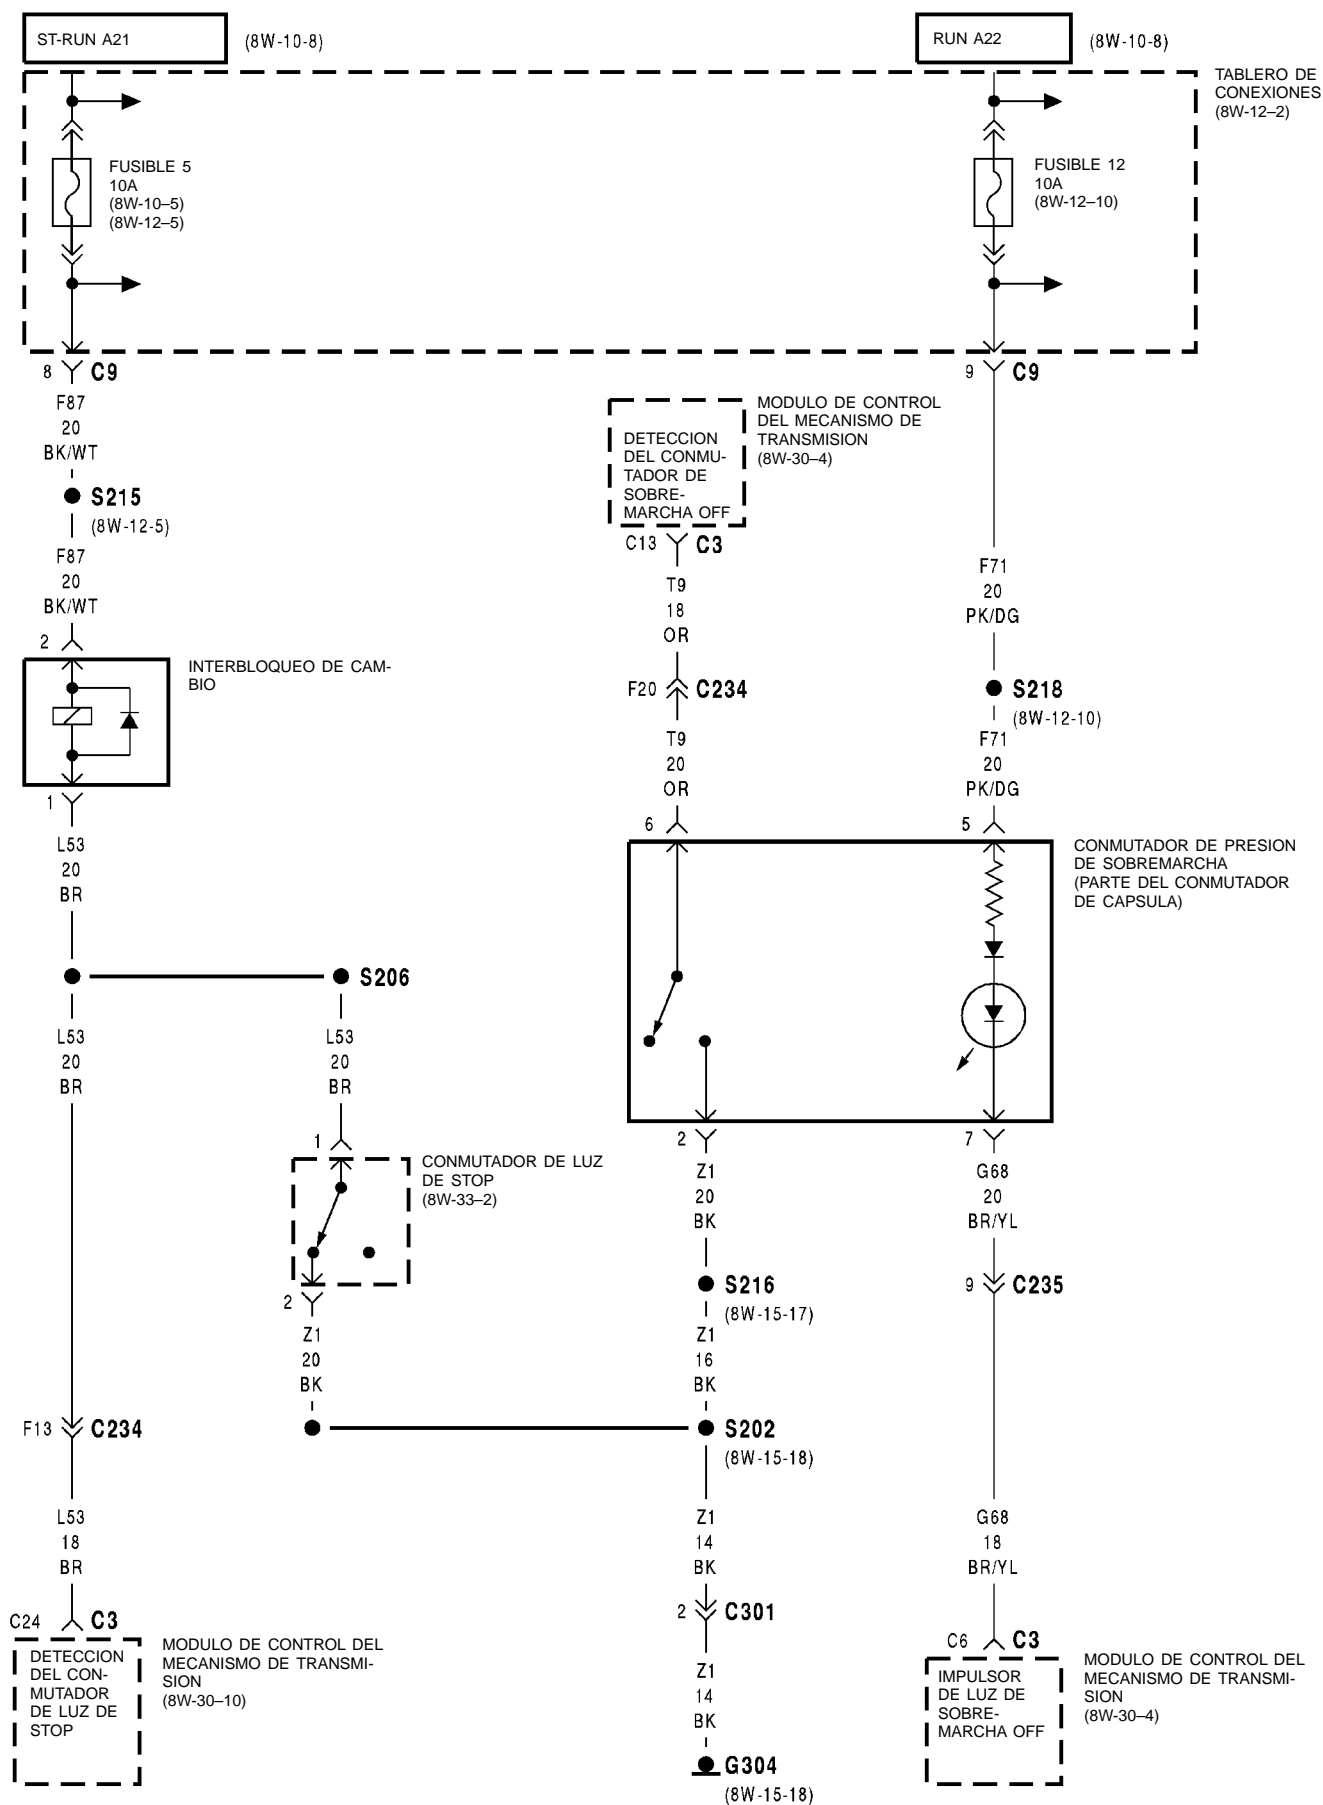 ST-RUN A21
(8W-10-8)
RUN A22
(8W-10-8)
TABLERO DE
CONEXIONES
(8W-12–2)
FUSIBLE 5
10A
(8W-10–5)
(8W-12–5)
FUSIBLE 12
10A
(8W-12–10)
8
C9
9
C9
F87
20
BK/WT
S215
(8W-12-5)
F87
20
BK/WT
2
INTERBLOQUEO DE CAM-
BIO
1
L53
20
BR
S206
L53
20
BR
L53
20
BR
1
CONMUTADOR DE LUZ
DE STOP
(8W-33–2)
2
Z1
20
BK
F13
C234
L53
18
BR
C24
C3
DETECCION
DEL CON-
MUTADOR
DE LUZ DE
STOP
MODULO DE CONTROL DEL
MECANISMO DE TRANSMI-
SION
(8W-30–10)
DETECCION
DEL CONMU-
TADOR DE
SOBRE-
MARCHA OFF
MODULO DE CONTROL
DEL MECANISMO DE
TRANSMISION
(8W-30–4)
C13
C3
T9
18
OR
F20
C234
T9
20
OR
6
F71
20
PK/DG
S218
(8W-12-10)
F71
20
PK/DG
5
CONMUTADOR DE PRESION
DE SOBREMARCHA
(PARTE DEL CONMUTADOR
DE CAPSULA)
2
Z1
20
BK
S216
(8W-15-17)
Z1
16
BK
S202
(8W-15-18)
Z1
14
BK
2
C301
Z1
14
BK
G304
(8W-15-18)
7
G68
20
BR/YL
9
C235
G68
18
BR/YL
C6
C3
IMPULSOR
DE LUZ DE
SOBRE-
MARCHA OFF
MODULO DE CONTROL DEL
MECANISMO DE TRANSMI-
SION
(8W-30–4)